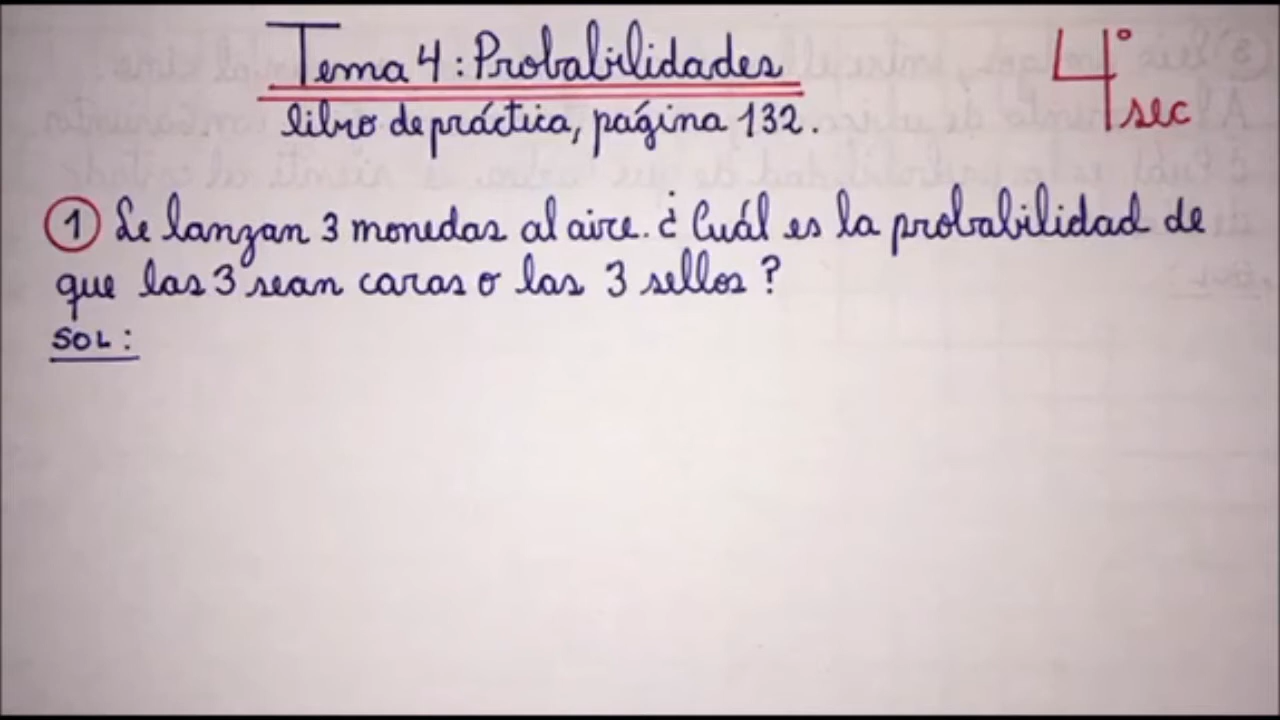 Tema 4: Probabilidades
libro de práctica, página 132.
4° sec
① Se lanzan 3 monedas al aire. ¿Cuál es la probabilidad de
que las 3 sean caras o las 3 sellos?
SOL: